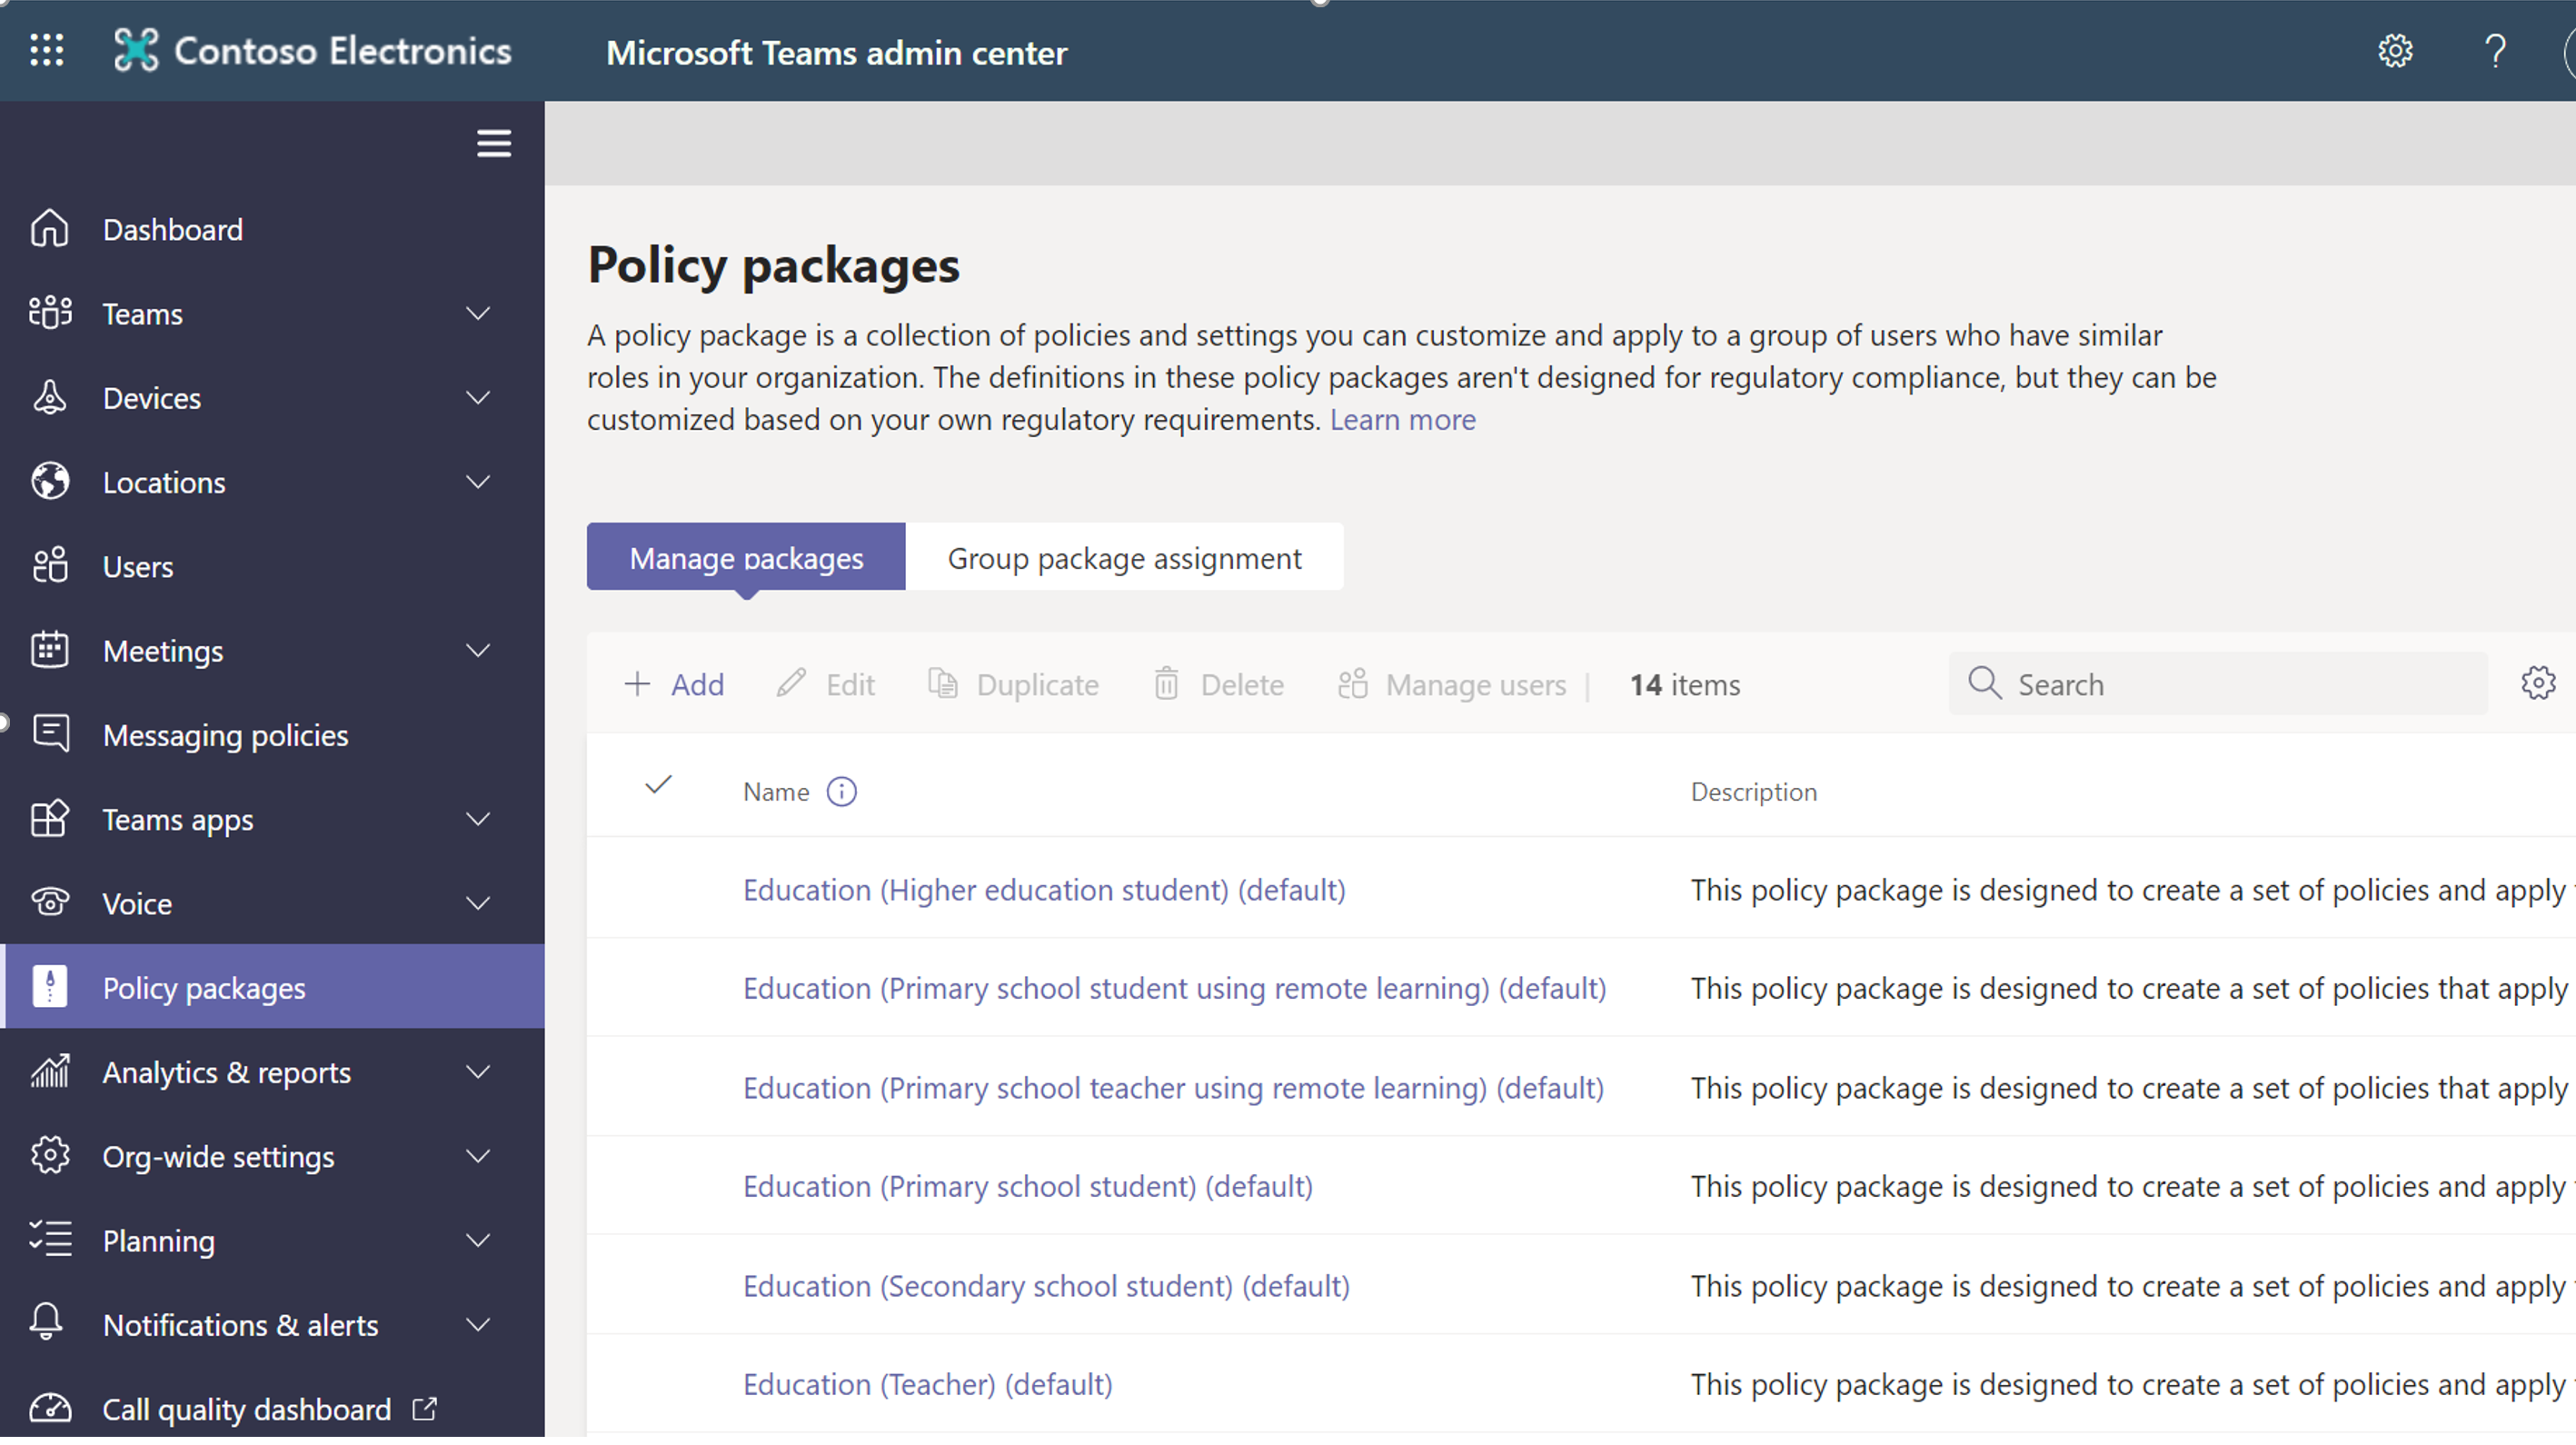 Contoso Electronics
Microsoft Teams admin center
Dashboard
Teams
Devices
Locations
Users
Meetings
Messaging policies
Teams apps
Voice
Policy packages
Analytics & reports
Org-wide settings
Planning
Notifications & alerts
Call quality dashboard
Policy packages
A policy package is a collection of policies and settings you can customize and apply to a group of users who have similar
roles in your organization. The definitions in these policy packages aren't designed for regulatory compliance, but they can be
customized based on your own regulatory requirements. Learn more
Manage packages Group package assignment
+ Add Edit Duplicate Delete Manage users | 14 items Search
Name Description
Education (Higher education student) (default) This policy package is designed to create a set of policies and apply
Education (Primary school student using remote learning) (default) This policy package is designed to create a set of policies that apply
Education (Primary school teacher using remote learning) (default) This policy package is designed to create a set of policies that apply
Education (Primary school student) (default) This policy package is designed to create a set of policies and apply
Education (Secondary school student) (default) This policy package is designed to create a set of policies and apply
Education (Teacher) (default) This policy package is designed to create a set of policies and apply